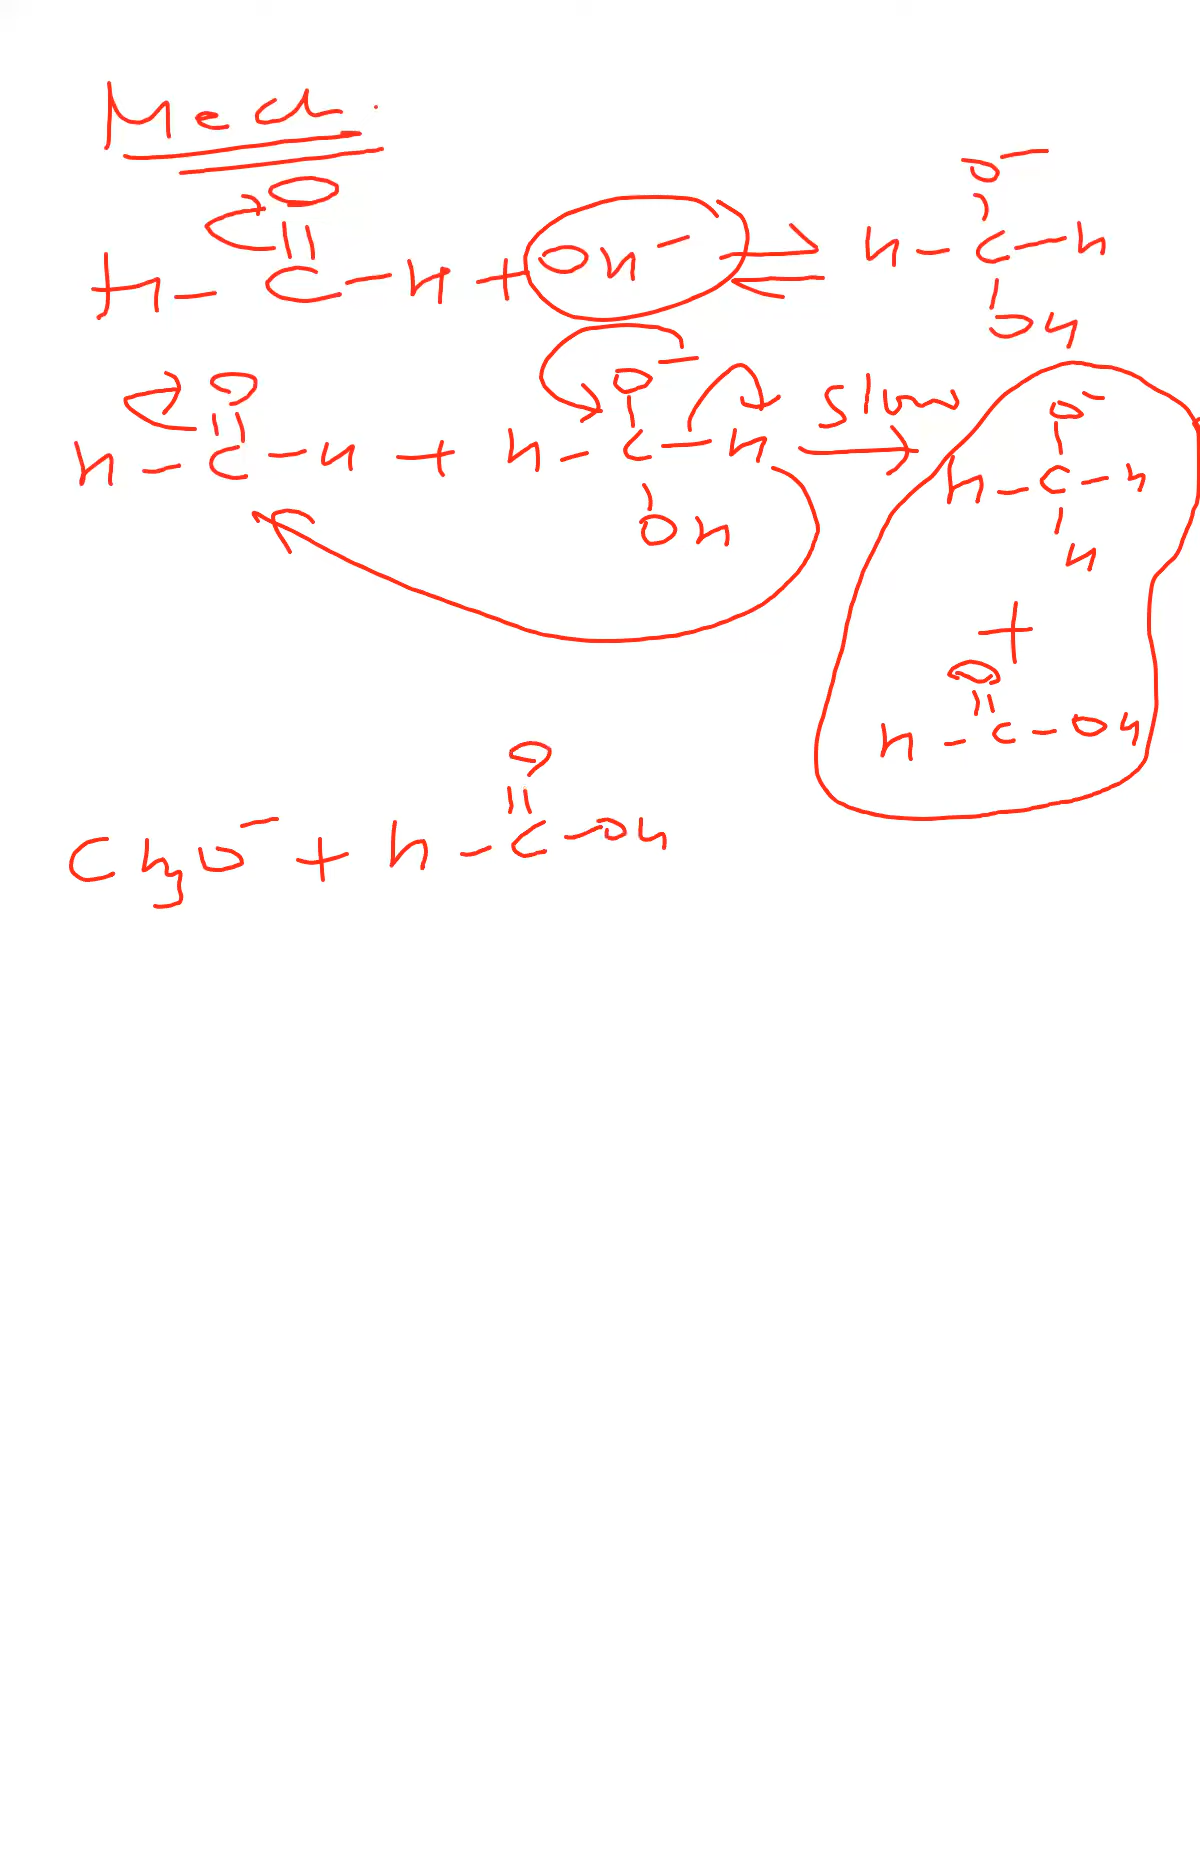 Mech.
O O⁻
H - C - H + OH⁻ ⇌ H - C - H
OH
O O⁻ slow O⁻
H - C - H + H - C - H → H - C - H
OH H
+
O
H - C - OH
O
CH₃O⁻ + H - C - OH